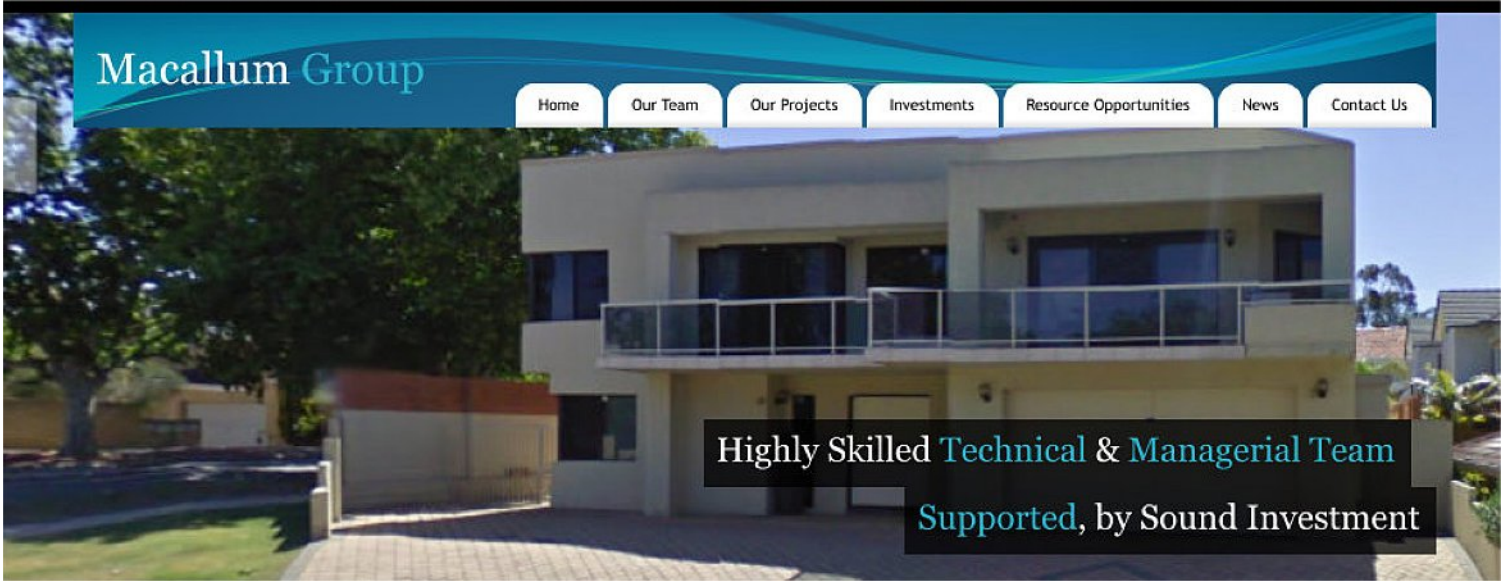 Macallum Group
Home Our Team Our Projects Investments Resource Opportunities News Contact Us
Highly Skilled Technical & Managerial Team
Supported, by Sound Investment